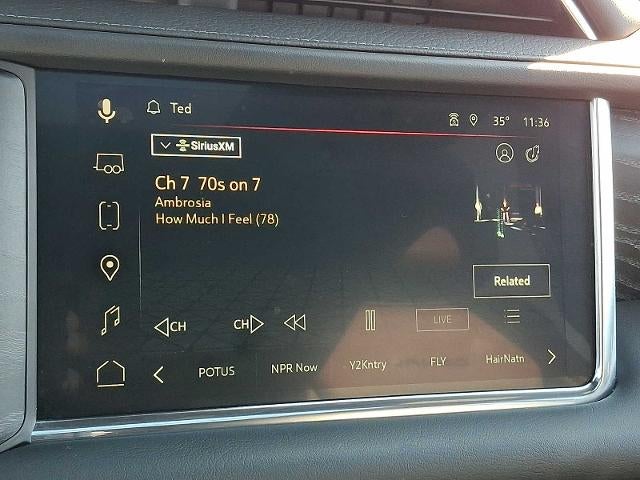 Ted
35° 11:36
SiriusXM
Ch 7 70s on 7
Ambrosia
How Much I Feel (78)
Related
CH CH LIVE
POTUS NPR Now Y2Kntry FLY HairNatn